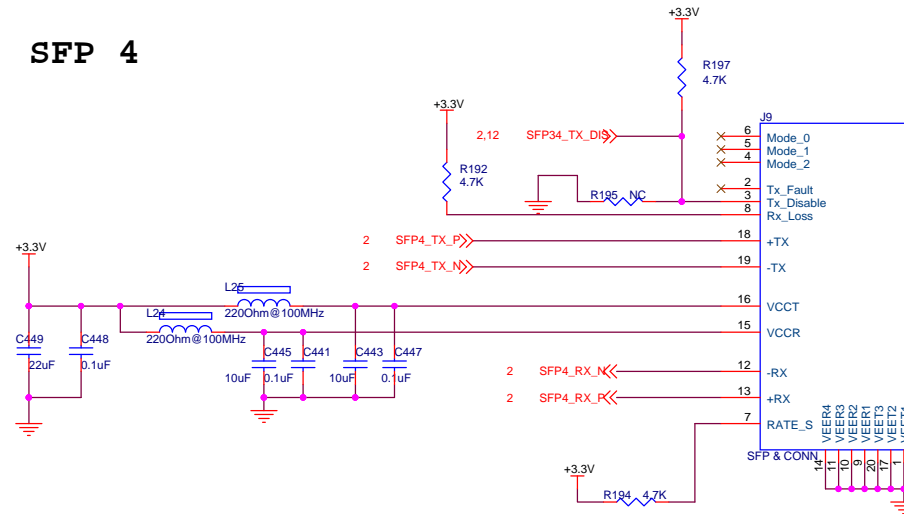 SFP 4
+3.3V
R197
4.7K
+3.3V
2,12 SFP34_TX_DIS
R192
4.7K
R195 NC
J9
6 Mode_0
5 Mode_1
4 Mode_2
2 Tx_Fault
3 Tx_Disable
8 Rx_Loss
2 SFP4_TX_P
18 +TX
2 SFP4_TX_N
19 -TX
+3.3V
L25
220Ohm@100MHz
16 VCCT
L24
220Ohm@100MHz
15 VCCR
C449
22uF
C448
0.1uF
C445
10uF
C441
0.1uF
C443
10uF
C447
0.1uF
2 SFP4_RX_N
12 -RX
2 SFP4_RX_P
13 +RX
7 RATE_S
VEER4
VEER3
VEER2
VEER1
VEET3
VEET2
VEET1
SFP & CONN
14
11
10
9
20
17
1
+3.3V
R194 4.7K